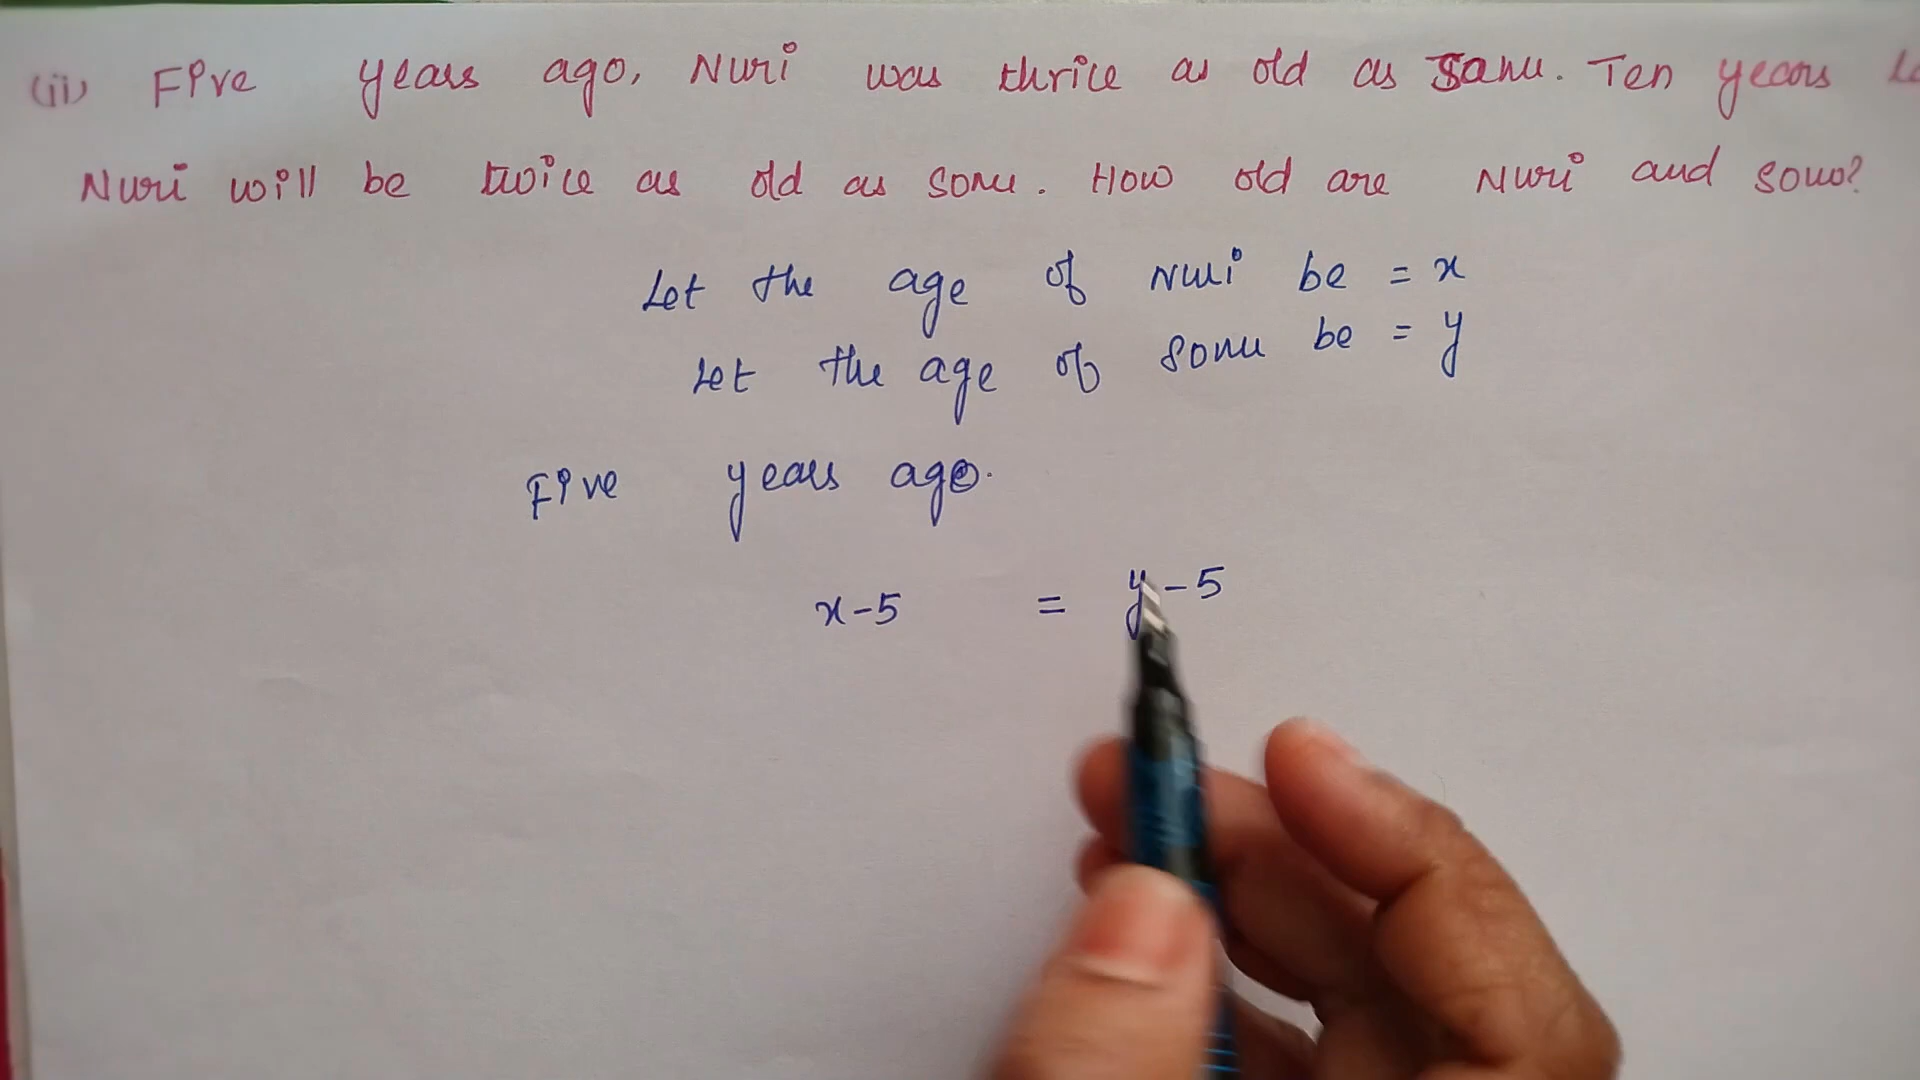 (ii) Five years ago, Nuri was thrice as old as Sonu. Ten years
Nuri will be twice as old as Sonu. How old are Nuri and Sonu?
Let the age of Nuri be = x
Let the age of Sonu be = y
Five years ago.
x-5 = y-5